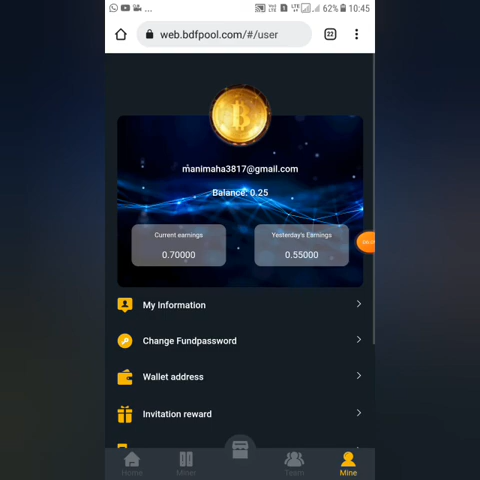 ... 62% 10:45
web.bdfpool.com/#/user
22
manimaha3817@gmail.com
Balance: 0.25
Current earnings
Yesterday's Earnings
0.70000
0.55000
My Information
Change Fundpassword
Wallet address
Invitation reward
Home
Miner
Team
Mine